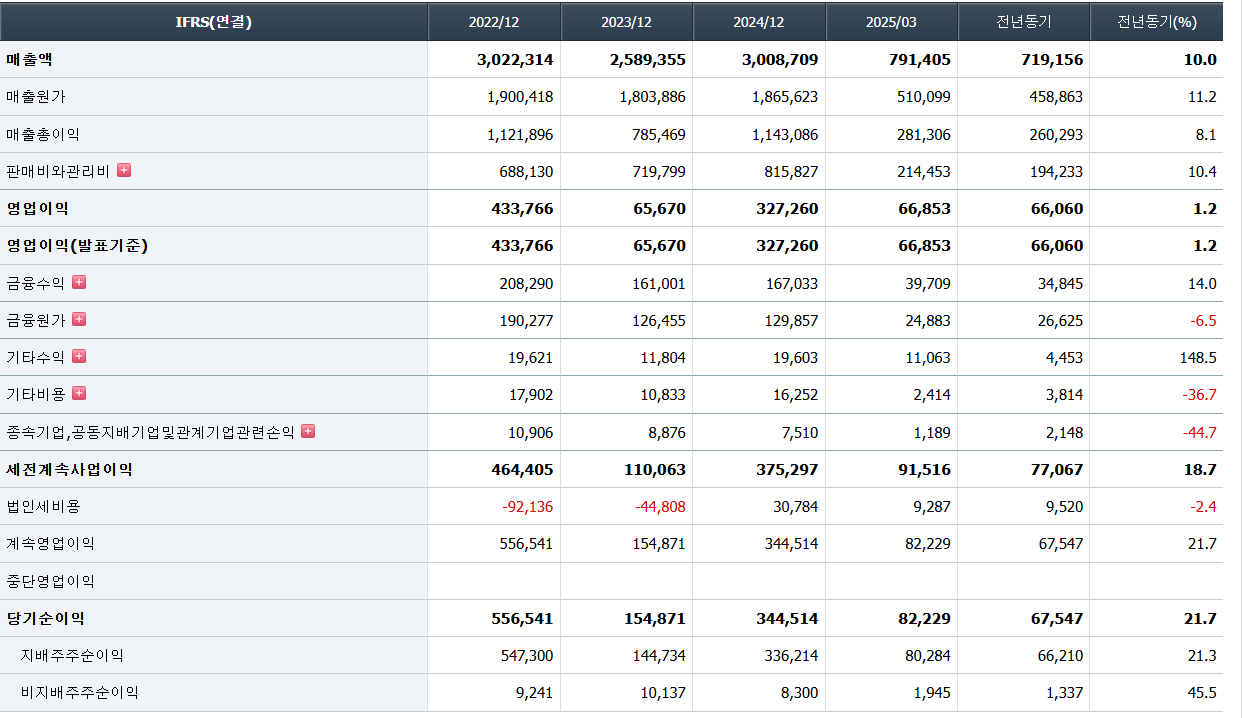 IFRS(연결) 2022/12 2023/12 2024/12 2025/03 전년동기 전년동기(%)
매출액 3,022,314 2,589,355 3,008,709 791,405 719,156 10.0
매출원가 1,900,418 1,803,886 1,865,623 510,099 458,863 11.2
매출총이익 1,121,896 785,469 1,143,086 281,306 260,293 8.1
판매비와관리비 688,130 719,799 815,827 214,453 194,233 10.4
영업이익 433,766 65,670 327,260 66,853 66,060 1.2
영업이익(발표기준) 433,766 65,670 327,260 66,853 66,060 1.2
금융수익 208,290 161,001 167,033 39,709 34,845 14.0
금융원가 190,277 126,455 129,857 24,883 26,625 -6.5
기타수익 19,621 11,804 19,603 11,063 4,453 148.5
기타비용 17,902 10,833 16,252 2,414 3,814 -36.7
종속기업,공동지배기업및관계기업관련손익 10,906 8,876 7,510 1,189 2,148 -44.7
세전계속사업이익 464,405 110,063 375,297 91,516 77,067 18.7
법인세비용 -92,136 -44,808 30,784 9,287 9,520 -2.4
계속영업이익 556,541 154,871 344,514 82,229 67,547 21.7
중단영업이익
당기순이익 556,541 154,871 344,514 82,229 67,547 21.7
지배주주순이익 547,300 144,734 336,214 80,284 66,210 21.3
비지배주주순이익 9,241 10,137 8,300 1,945 1,337 45.5